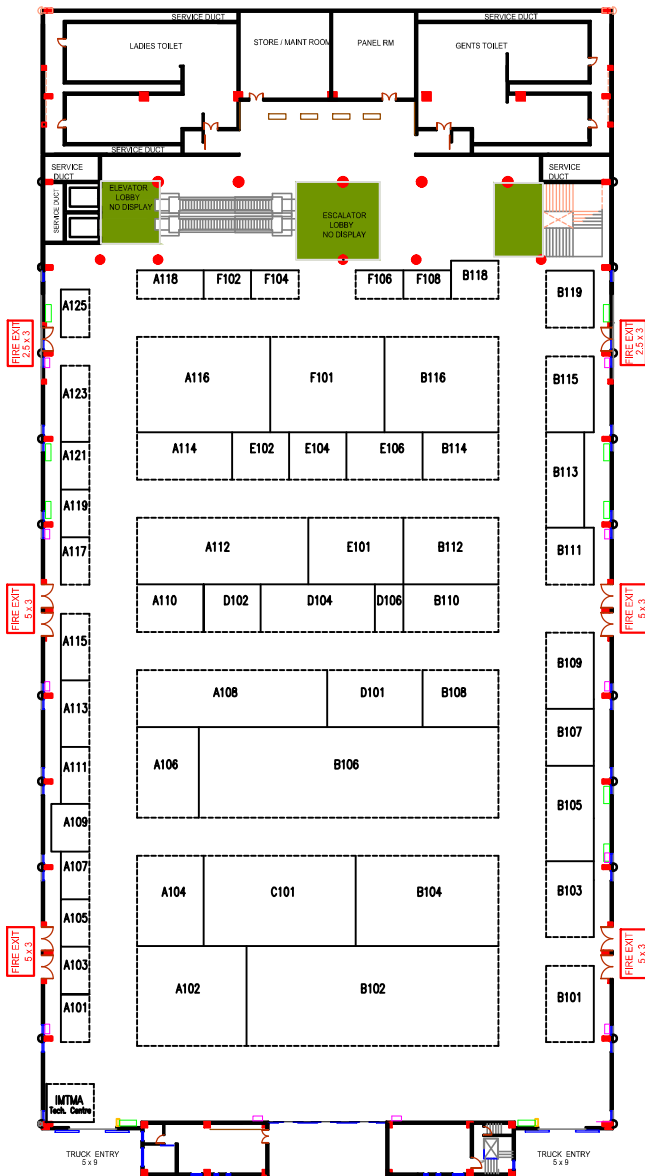 SERVICE DUCT
SERVICE DUCT
LADIES TOILET
STORE / MAINT ROOM
PANEL RM
GENTS TOILET
SERVICE DUCT
SERVICE
DUCT
SERVICE
DUCT
SERVICE DUCT
ELEVATOR
LOBBY
NO DISPLAY
ESCALATOR
LOBBY
NO DISPLAY
A118
F102
F104
F106
F108
B118
B119
A125
FIRE EXIT
2.5 x 3
FIRE EXIT
2.5 x 3
A116
F101
B116
B115
A123
A114
E102
E104
E106
B114
A121
B113
A119
A117
A112
E101
B112
B111
FIRE EXIT
5 x 3
FIRE EXIT
5 x 3
A110
D102
D104
D106
B110
A115
B109
A113
A108
D101
B108
B107
A111
A106
B106
B105
A109
A107
A104
C101
B104
B103
A105
FIRE EXIT
5 x 3
FIRE EXIT
5 x 3
A103
A102
B102
A101
B101
IMTMA
Tech. Centre
TRUCK ENTRY
5 x 9
TRUCK ENTRY
5 x 9